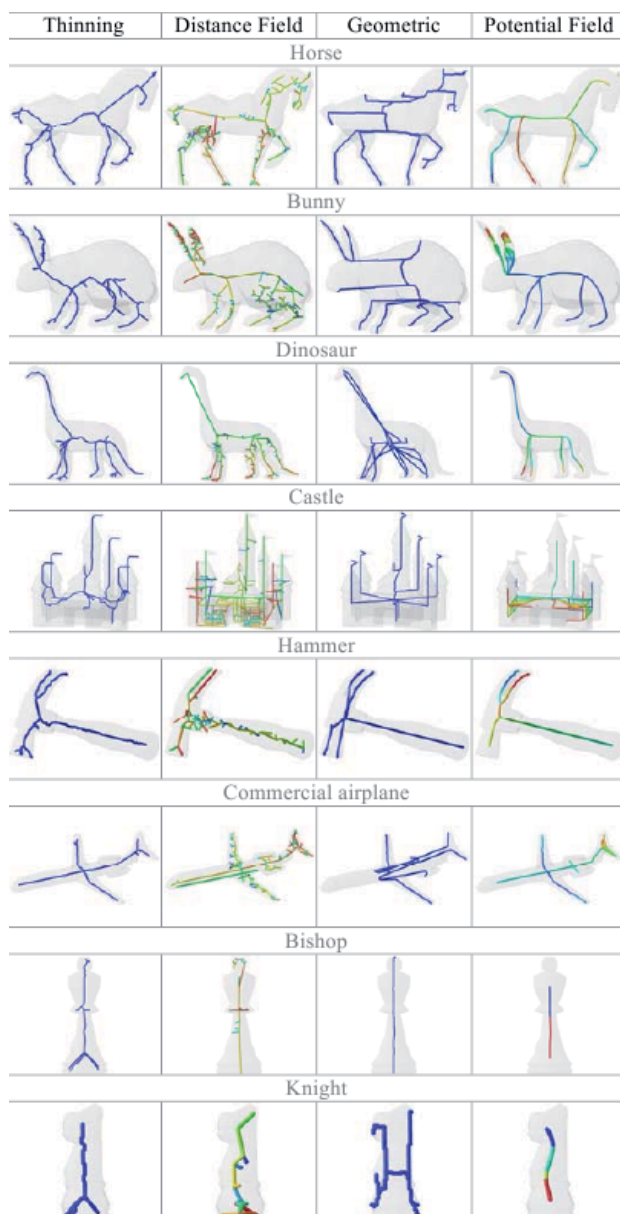 Thinning Distance Field Geometric Potential Field
Horse
Bunny
Dinosaur
Castle
Hammer
Commercial airplane
Bishop
Knight